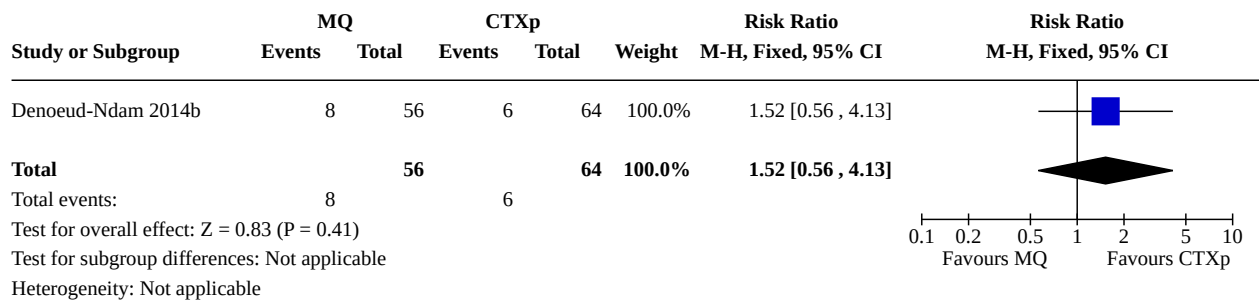 MQ CTXp Risk Ratio Risk Ratio
Study or Subgroup Events Total Events Total Weight M-H, Fixed, 95% CI M-H, Fixed, 95% CI
Denoeud-Ndam 2014b 8 56 6 64 100.0% 1.52 [0.56 , 4.13]
Total 56 64 100.0% 1.52 [0.56 , 4.13]
Total events: 8 6
Test for overall effect: Z = 0.83 (P = 0.41)
0.1 0.2 0.5 1 2 5 10
Test for subgroup differences: Not applicable Favours MQ Favours CTXp
Heterogeneity: Not applicable